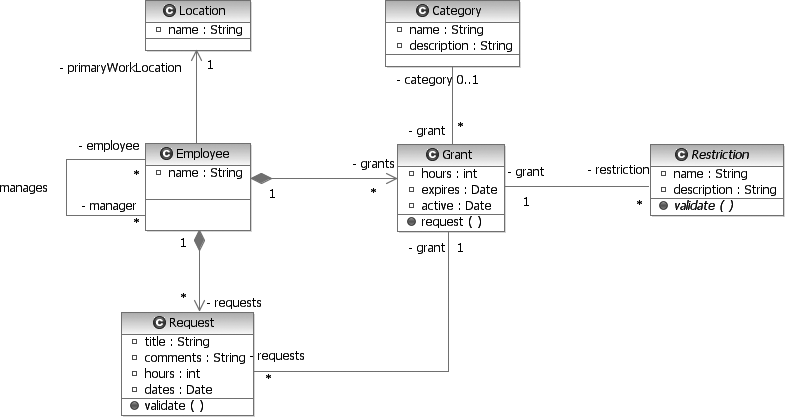 Location
name : String
Category
name : String
description : String
- primaryWorkLocation
1
- category 0..1
- grant
*
- employee
*
manages
- manager
*
Employee
name : String
1
- grants
*
Grant
hours : int
expires : Date
active : Date
request ( )
- grant
1
- restriction
*
Restriction
name : String
description : String
validate ( )
1
- grant
1
*
- requests
Request
title : String
comments : String
hours : int
dates : Date
validate ( )
- requests
*